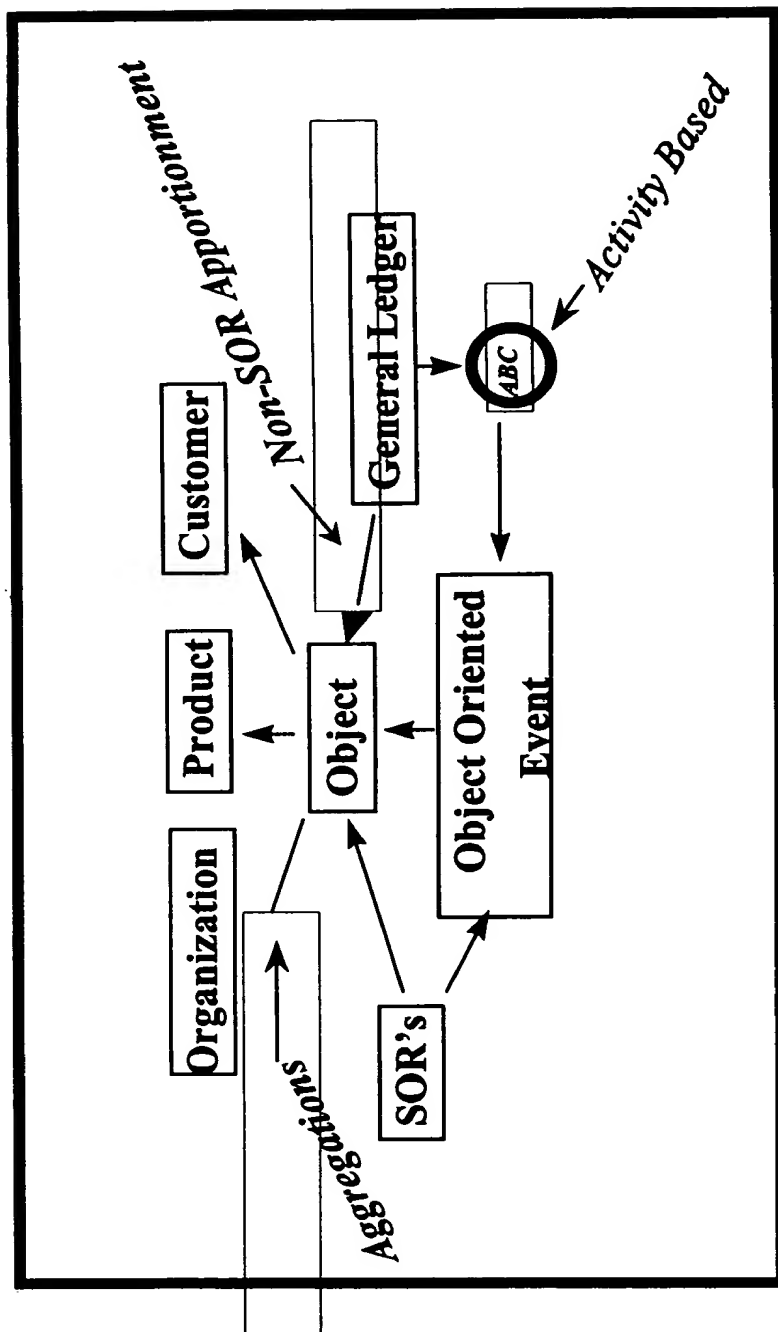 Organization
Product
Customer
Aggregations
Non-SOR Apportionment
Object
General Ledger
SOR's
Object Oriented
Event
ABC
Activity Based